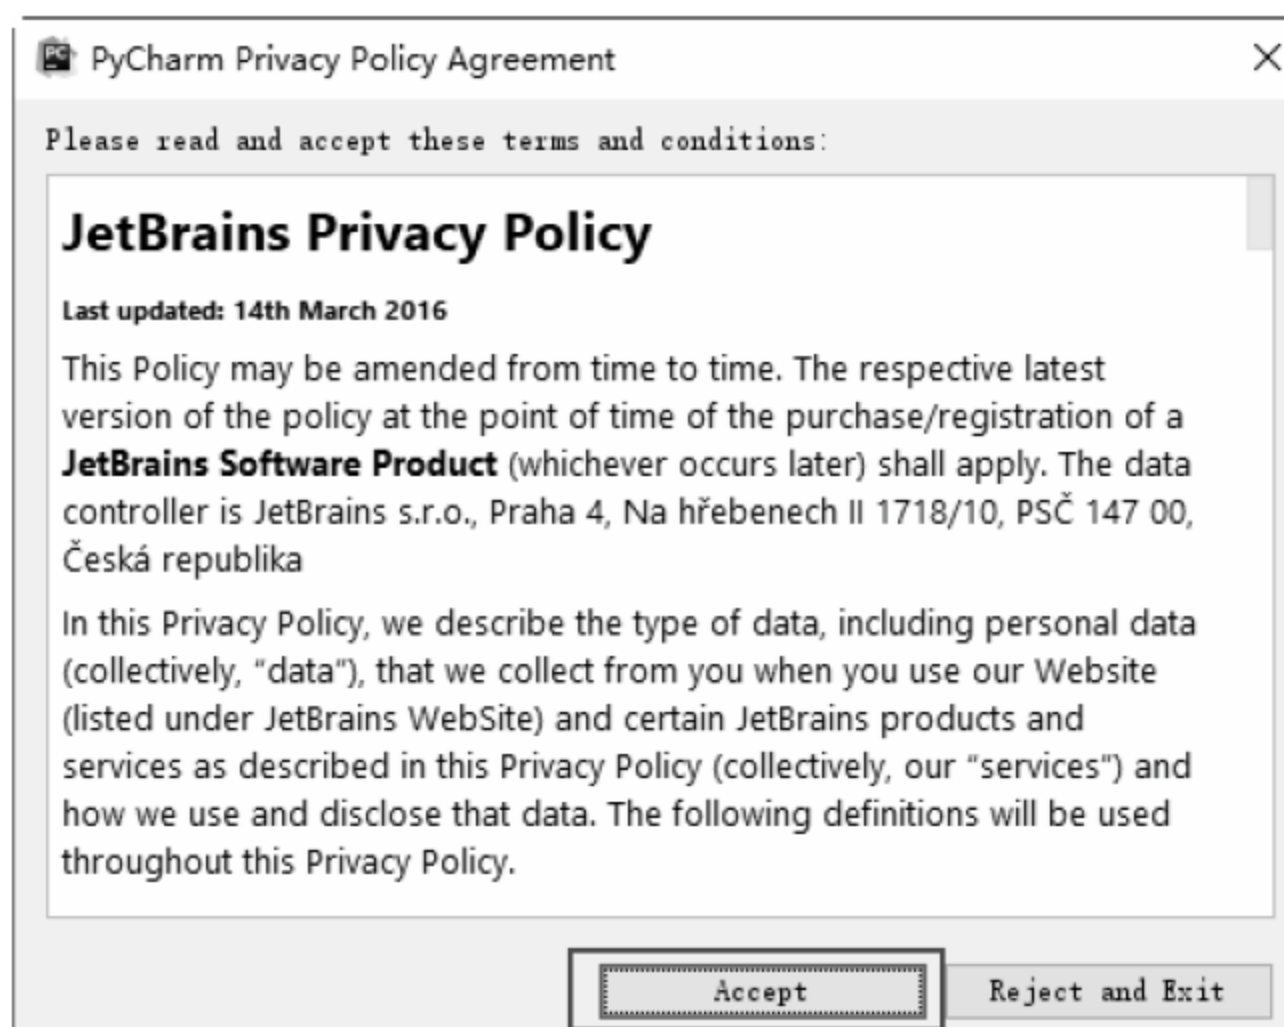 PyCharm Privacy Policy Agreement
Please read and accept these terms and conditions:
JetBrains Privacy Policy
Last updated: 14th March 2016
This Policy may be amended from time to time. The respective latest
version of the policy at the point of time of the purchase/registration of a
JetBrains Software Product (whichever occurs later) shall apply. The data
controller is JetBrains s.r.o., Praha 4, Na hřebenech II 1718/10, PSČ 147 00,
Česká republika
In this Privacy Policy, we describe the type of data, including personal data
(collectively, “data”), that we collect from you when you use our Website
(listed under JetBrains WebSite) and certain JetBrains products and
services as described in this Privacy Policy (collectively, our “services”) and
how we use and disclose that data. The following definitions will be used
throughout this Privacy Policy.
Accept Reject and Exit